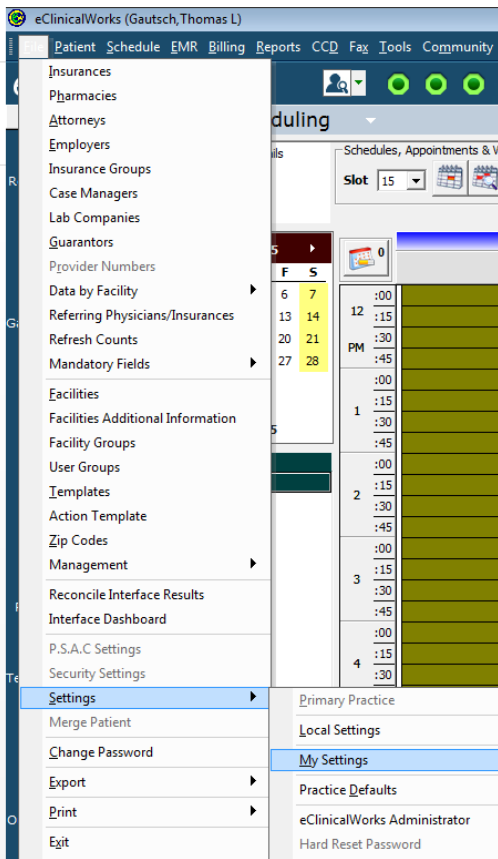 eClinicalWorks (Gautsch,Thomas L)
File Patient Schedule EMR Billing Reports CCD Fax Tools Community
Insurances
Pharmacies
Attorneys
Employers
Insurance Groups
Case Managers
Lab Companies
Guarantors
Provider Numbers
Data by Facility
Referring Physicians/Insurances
Refresh Counts
Mandatory Fields
Facilities
Facilities Additional Information
Facility Groups
User Groups
Templates
Action Template
Zip Codes
Management
Reconcile Interface Results
Interface Dashboard
P.S.A.C Settings
Security Settings
Settings
Merge Patient
Change Password
Export
Print
Exit
Primary Practice
Local Settings
My Settings
Practice Defaults
eClinicalWorks Administrator
Hard Reset Password
duling
ils
Schedules, Appointments & V
Slot 15
5
F S
6 7
13 14
20 21
27 28
5
0
12 PM
:00
:15
:30
:45
1
:00
:15
:30
:45
2
:00
:15
:30
:45
3
:00
:15
:30
:45
4
:00
:15
:30